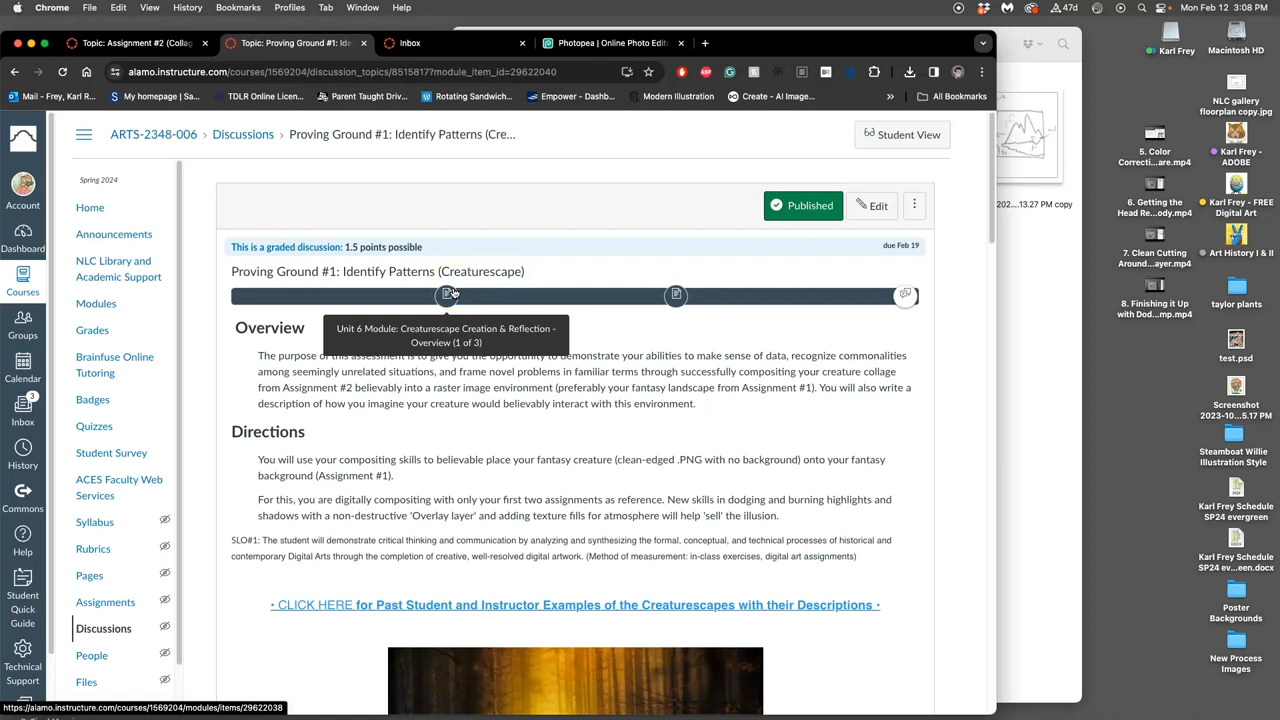 Chrome File Edit View History Bookmarks Profiles Tab Window Help
47d
Mon Feb 12 3:08 PM
Topic: Assignment #2 (Collag
Topic: Proving Ground #1: Ide
Inbox
Photopea | Online Photo Edit
alamo.instructure.com/courses/1569204/discussion_topics/8515817?module_item_id=29622040
Mail - Frey, Karl R...
My homepage | Sa...
TDLR Online Licen...
Parent Taught Driv...
Rotating Swarzak...
Empower - Dashb...
Modern Illustration
Create - AI Image...
»
All Bookmarks
ARTS-2348-006 › Discussions › Proving Ground #1: Identify Patterns (Cre...
Student View
Account
Dashboard
Courses
Groups
Calendar
3
Inbox
History
Commons
Help
Student
Quick
Guide
Technical
Support
Spring 2024
Home
Announcements
NLC Library and
Academic Support
Modules
Grades
Brainfuse Online
Tutoring
Badges
Quizzes
Student Survey
ACES Faculty Web
Services
Syllabus
Rubrics
Pages
Assignments
Discussions
People
Files
Published
Edit
This is a graded discussion: 1.5 points possible
due Feb 19
Proving Ground #1: Identify Patterns (Creaturescape)
Unit 6 Module: Creaturescape Creation & Reflection -
Overview (1 of 3)
Overview
The purpose of this assessment is to give you the opportunity to demonstrate your abilities to make sense of data, recognize commonalities
among seemingly unrelated situations, and frame novel problems in familiar terms through successfully compositing your creature collage
from Assignment #2 believably into a raster image environment (preferably your fantasy landscape from Assignment #1). You will also write a
description of how you imagine your creature would believably interact with this environment.
Directions
You will use your compositing skills to believable place your fantasy creature (clean-edged .PNG with no background) onto your fantasy
background (Assignment #1).
For this, you are digitally compositing with only your first two assignments as reference. New skills in dodging and burning highlights and
shadows with a non-destructive 'Overlay layer' and adding texture fills for atmosphere will help 'sell' the illusion.
SLO#1: The student will demonstrate critical thinking and communication by analyzing and synthesizing the formal, conceptual, and technical processes of historical and
contemporary Digital Arts through the completion of creative, well-resolved digital artwork. (Method of measurement: in-class exercises, digital art assignments)
• CLICK HERE for Past Student and Instructor Examples of the Creaturescapes with their Descriptions •
https://alamo.instructure.com/courses/1569204/modules/items/29622038
202....13.27 PM copy
Karl Frey
Macintosh HD
NLC gallery
floorplan copy.jpg
5. Color
Correcti...are.mp4
Karl Frey -
ADOBE
6. Getting the
Head Re...ody.mp4
Karl Frey - FREE
Digital Art
7. Clean Cutting
Around...ayer.mp4
Art History I & II
8. Finishing it Up
with Dod...mp.mp4
taylor plants
test.psd
Screenshot
2023-10...5.17 PM
Steamboat Willie
Illustration Style
Karl Frey Schedule
SP24 evergreen
Karl Frey Schedule
SP24 ev...een.docx
Poster
Backgrounds
New Process
Images